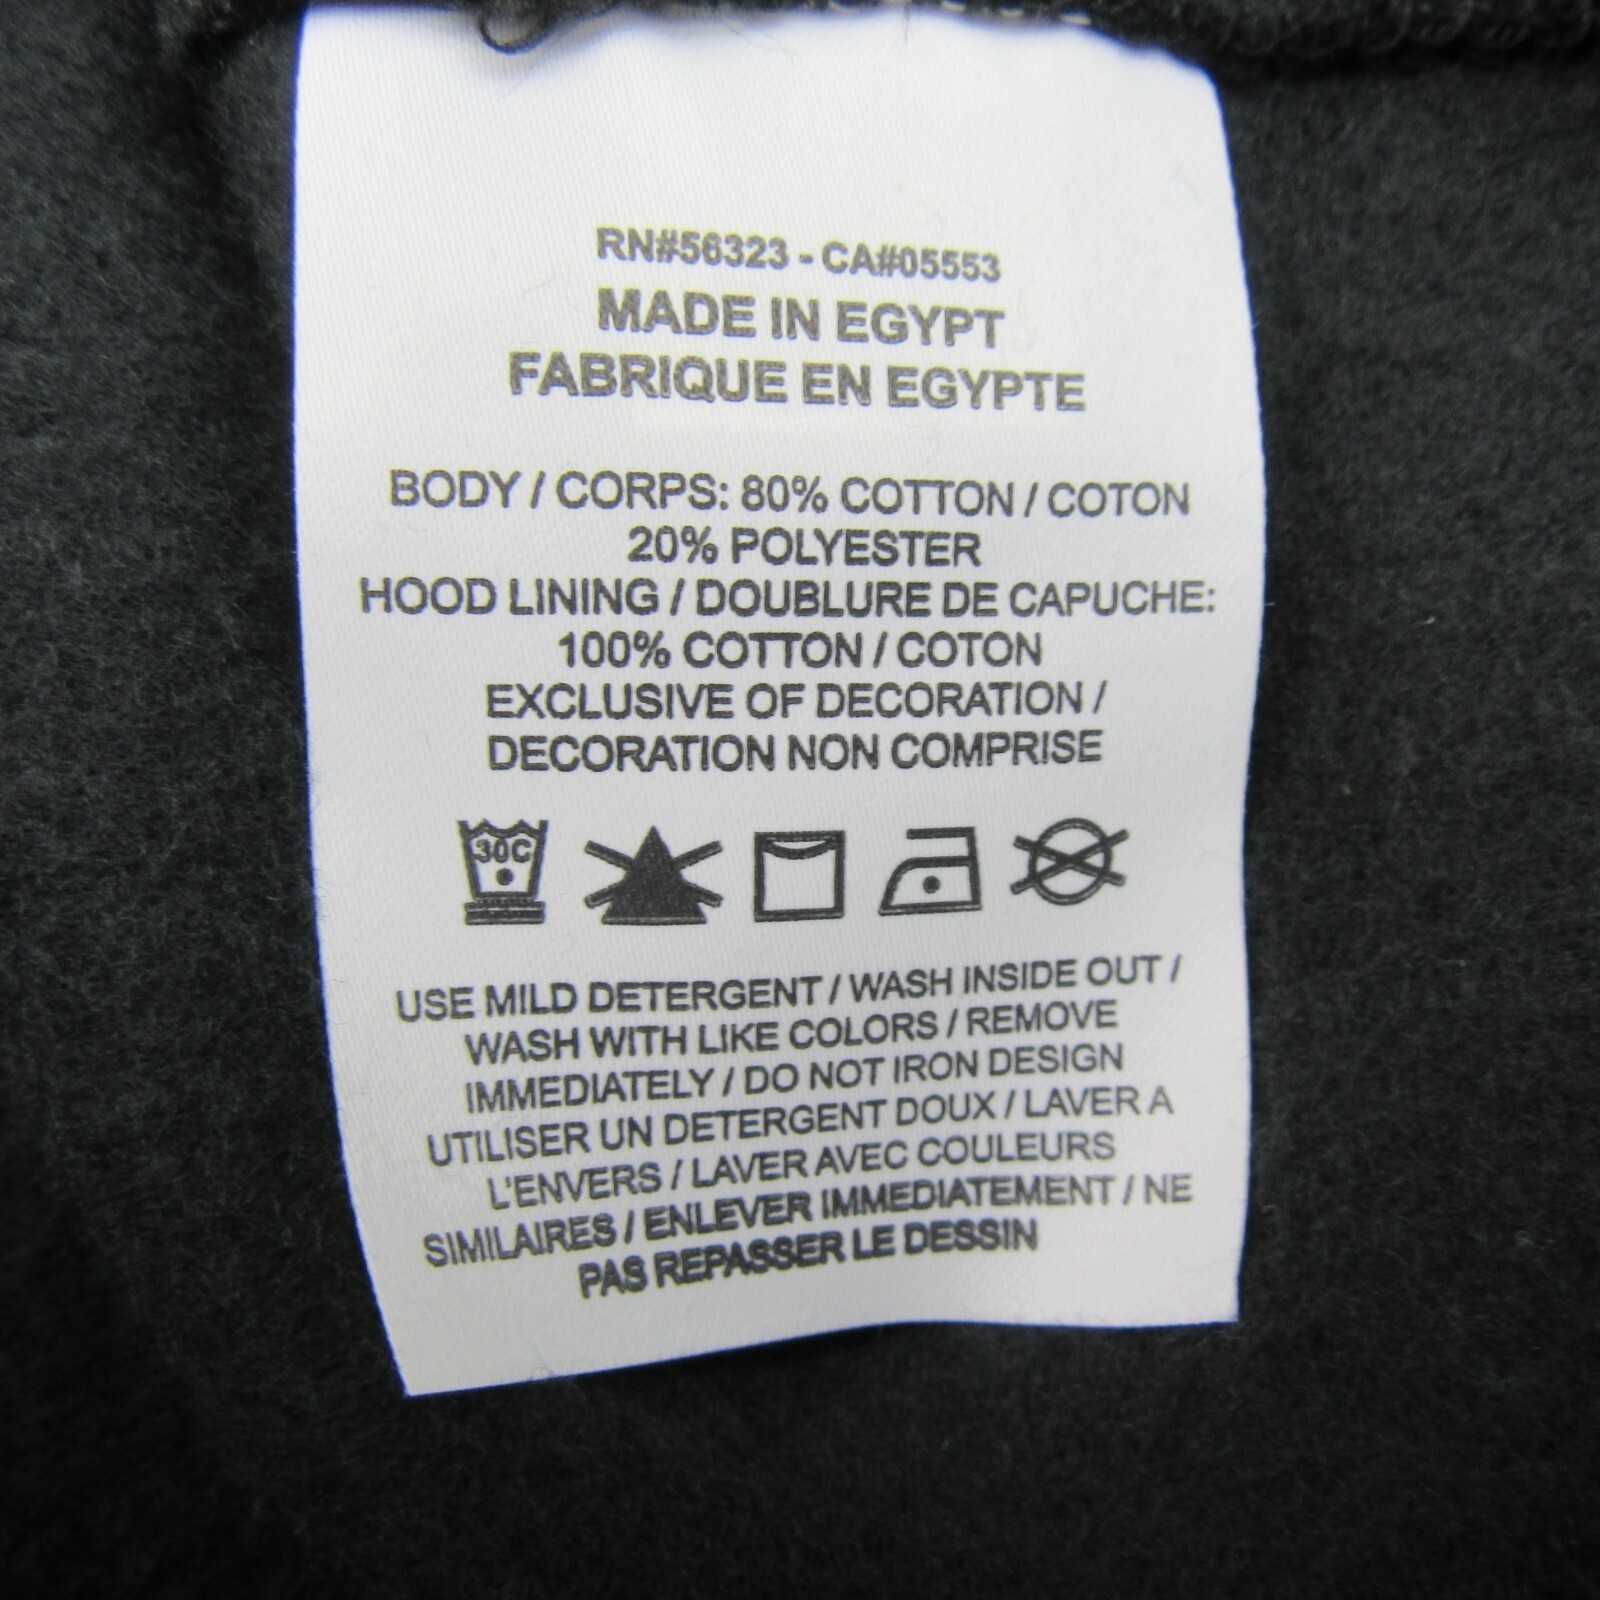 RN#56323 - CA#05553
MADE IN EGYPT
FABRIQUE EN EGYPTE
BODY / CORPS: 80% COTTON / COTON
20% POLYESTER
HOOD LINING / DOUBLURE DE CAPUCHE:
100% COTTON / COTON
EXCLUSIVE OF DECORATION /
DECORATION NON COMPRISE
30C
USE MILD DETERGENT / WASH INSIDE OUT /
WASH WITH LIKE COLORS / REMOVE
IMMEDIATELY / DO NOT IRON DESIGN
UTILISER UN DETERGENT DOUX / LAVER A
L'ENVERS / LAVER AVEC COULEURS
SIMILAIRES / ENLEVER IMMEDIATEMENT / NE
PAS REPASSER LE DESSIN